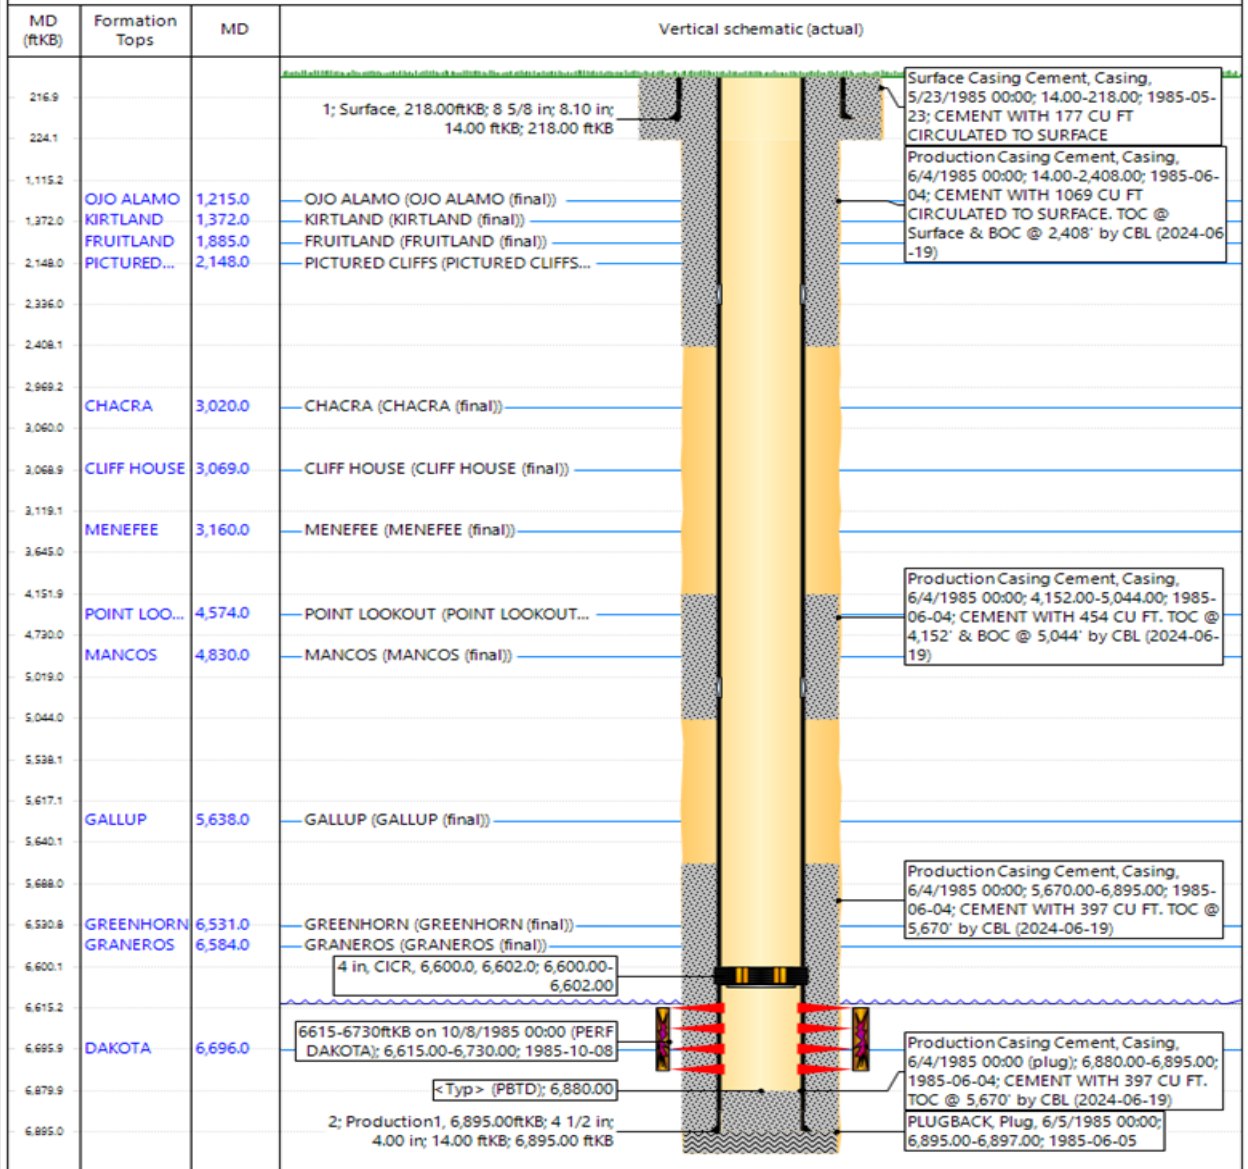 MD
(ftKB)
Formation
Tops
MD
Vertical schematic (actual)
216.9
224.1
1,115.2
1,372.0
2,148.0
2,336.0
2,408.1
2,969.2
3,060.0
3,068.9
3,119.1
3,645.0
4,151.9
4,730.0
5,019.0
5,044.0
5,538.1
5,617.1
5,640.1
5,688.0
6,530.8
6,600.1
6,615.2
6,695.9
6,879.9
6,895.0
OJO ALAMO 1,215.0
KIRTLAND 1,372.0
FRUITLAND 1,885.0
PICTURED... 2,148.0
CHACRA 3,020.0
CLIFF HOUSE 3,069.0
MENEFEE 3,160.0
POINT LOO... 4,574.0
MANCOS 4,830.0
GALLUP 5,638.0
GREENHORN 6,531.0
GRANEROS 6,584.0
DAKOTA 6,696.0
1; Surface, 218.00ftKB; 8 5/8 in; 8.10 in;
14.00 ftKB; 218.00 ftKB
OJO ALAMO (OJO ALAMO (final))
KIRTLAND (KIRTLAND (final))
FRUITLAND (FRUITLAND (final))
PICTURED CLIFFS (PICTURED CLIFFS...
CHACRA (CHACRA (final))
CLIFF HOUSE (CLIFF HOUSE (final))
MENEFEE (MENEFEE (final))
POINT LOOKOUT (POINT LOOKOUT...
MANCOS (MANCOS (final))
GALLUP (GALLUP (final))
GREENHORN (GREENHORN (final))
GRANEROS (GRANEROS (final))
4 in, CICR, 6,600.0, 6,602.0; 6,600.00-
6,602.00
6615-6730ftKB on 10/8/1985 00:00 (PERF
DAKOTA); 6,615.00-6,730.00; 1985-10-08
<Typ> (PBTD); 6,880.00
2; Production1, 6,895.00ftKB; 4 1/2 in;
4.00 in; 14.00 ftKB; 6,895.00 ftKB
Surface Casing Cement, Casing,
5/23/1985 00:00; 14.00-218.00; 1985-05-
23; CEMENT WITH 177 CU FT
CIRCULATED TO SURFACE
Production Casing Cement, Casing,
6/4/1985 00:00; 14.00-2,408.00; 1985-06-
04; CEMENT WITH 1069 CU FT
CIRCULATED TO SURFACE. TOC @
Surface & BOC @ 2,408' by CBL (2024-06
-19)
Production Casing Cement, Casing,
6/4/1985 00:00; 4,152.00-5,044.00; 1985-
06-04; CEMENT WITH 454 CU FT. TOC @
4,152' & BOC @ 5,044' by CBL (2024-06-
19)
Production Casing Cement, Casing,
6/4/1985 00:00; 5,670.00-6,895.00; 1985-
06-04; CEMENT WITH 397 CU FT. TOC @
5,670' by CBL (2024-06-19)
Production Casing Cement, Casing,
6/4/1985 00:00 (plug); 6,880.00-6,895.00;
1985-06-04; CEMENT WITH 397 CU FT.
TOC @ 5,670' by CBL (2024-06-19)
PLUGBACK, Plug, 6/5/1985 00:00;
6,895.00-6,897.00; 1985-06-05